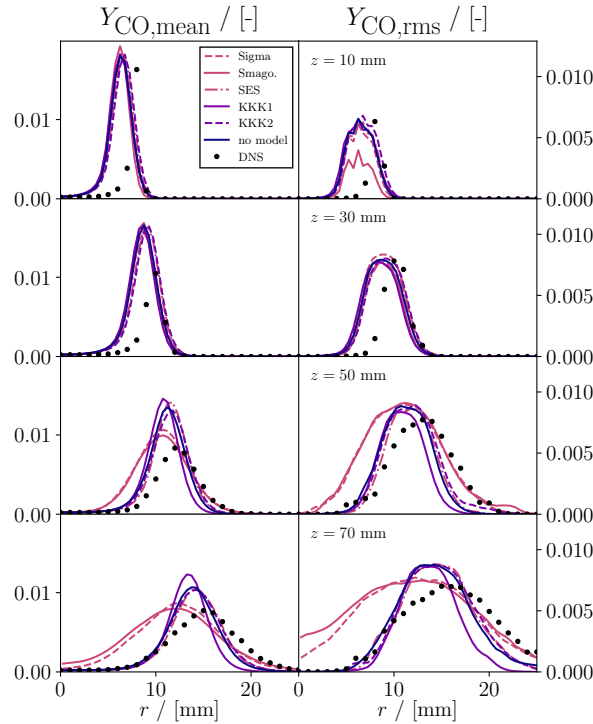 Y_CO,mean / [-]
Y_CO,rms / [-]
Sigma
Smago.
SES
KKK1
KKK2
no model
DNS
z = 10 mm
0.01
0.00
0.010
0.005
0.000
z = 30 mm
0.01
0.00
0.010
0.005
0.000
z = 50 mm
0.01
0.00
0.010
0.005
0.000
z = 70 mm
0.01
0.00
0.010
0.005
0.000
0 10 20
0 10 20
r / [mm]
r / [mm]